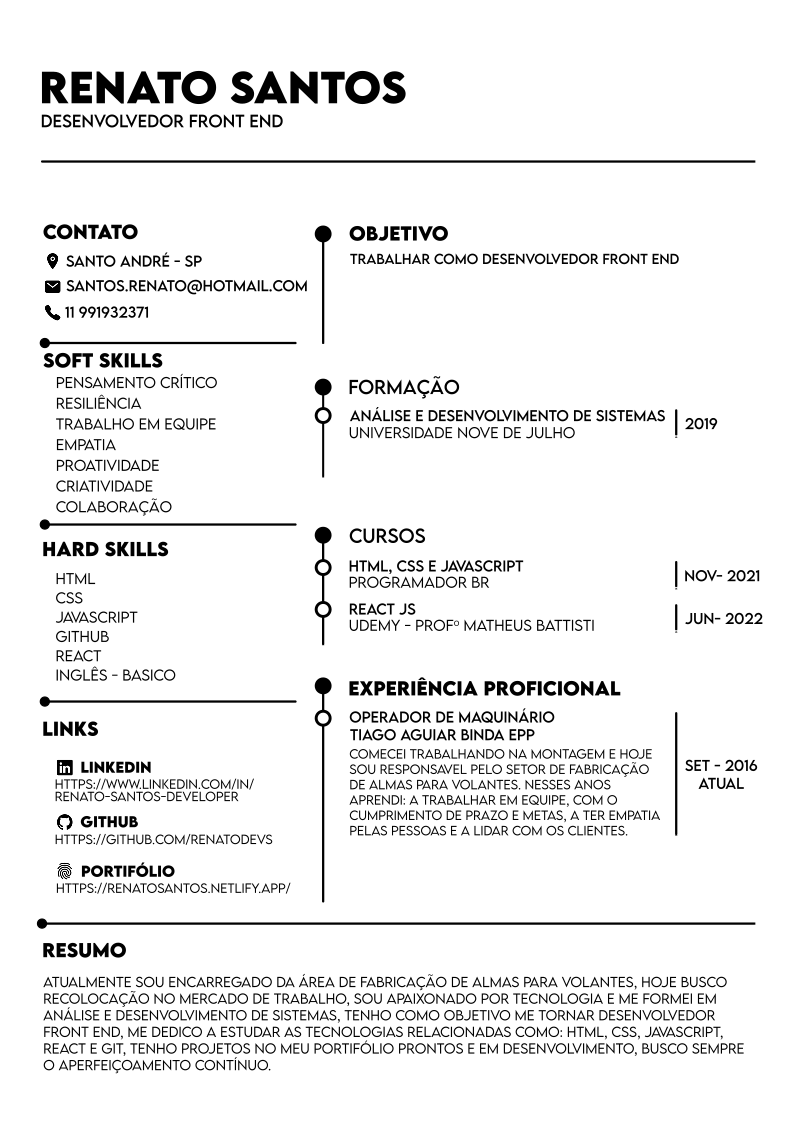 RENATO SANTOS
DESENVOLVEDOR FRONT END
CONTATO
SANTO ANDRÉ - SP
SANTOS.RENATO@HOTMAIL.COM
11 991932371
SOFT SKILLS
PENSAMENTO CRÍTICO
RESILIÊNCIA
TRABALHO EM EQUIPE
EMPATIA
PROATIVIDADE
CRIATIVIDADE
COLABORAÇÃO
HARD SKILLS
HTML
CSS
JAVASCRIPT
GITHUB
REACT
INGLÊS - BASICO
LINKS
LINKEDIN
HTTPS://WWW.LINKEDIN.COM/IN/
RENATO-SANTOS-DEVELOPER
GITHUB
HTTPS://GITHUB.COM/RENATODEVS
PORTIFÓLIO
HTTPS://RENATOSANTOS.NETLIFY.APP/
OBJETIVO
TRABALHAR COMO DESENVOLVEDOR FRONT END
FORMAÇÃO
ANÁLISE E DESENVOLVIMENTO DE SISTEMAS
UNIVERSIDADE NOVE DE JULHO
2019
CURSOS
HTML, CSS E JAVASCRIPT
PROGRAMADOR BR
NOV- 2021
REACT JS
UDEMY - PROFº MATHEUS BATTISTI
JUN- 2022
EXPERIÊNCIA PROFICIONAL
OPERADOR DE MAQUINÁRIO
TIAGO AGUIAR BINDA EPP
COMECEI TRABALHANDO NA MONTAGEM E HOJE
SOU RESPONSAVEL PELO SETOR DE FABRICAÇÃO
DE ALMAS PARA VOLANTES. NESSES ANOS
APRENDI: A TRABALHAR EM EQUIPE, COM O
CUMPRIMENTO DE PRAZO E METAS, A TER EMPATIA
PELAS PESSOAS E A LIDAR COM OS CLIENTES.
SET - 2016
ATUAL
RESUMO
ATUALMENTE SOU ENCARREGADO DA ÁREA DE FABRICAÇÃO DE ALMAS PARA VOLANTES, HOJE BUSCO
RECOLOCAÇÃO NO MERCADO DE TRABALHO, SOU APAIXONADO POR TECNOLOGIA E ME FORMEI EM
ANÁLISE E DESENVOLVIMENTO DE SISTEMAS, TENHO COMO OBJETIVO ME TORNAR DESENVOLVEDOR
FRONT END, ME DEDICO A ESTUDAR AS TECNOLOGIAS RELACIONADAS COMO: HTML, CSS, JAVASCRIPT,
REACT E GIT, TENHO PROJETOS NO MEU PORTIFÓLIO PRONTOS E EM DESENVOLVIMENTO, BUSCO SEMPRE
O APERFEIÇOAMENTO CONTÍNUO.